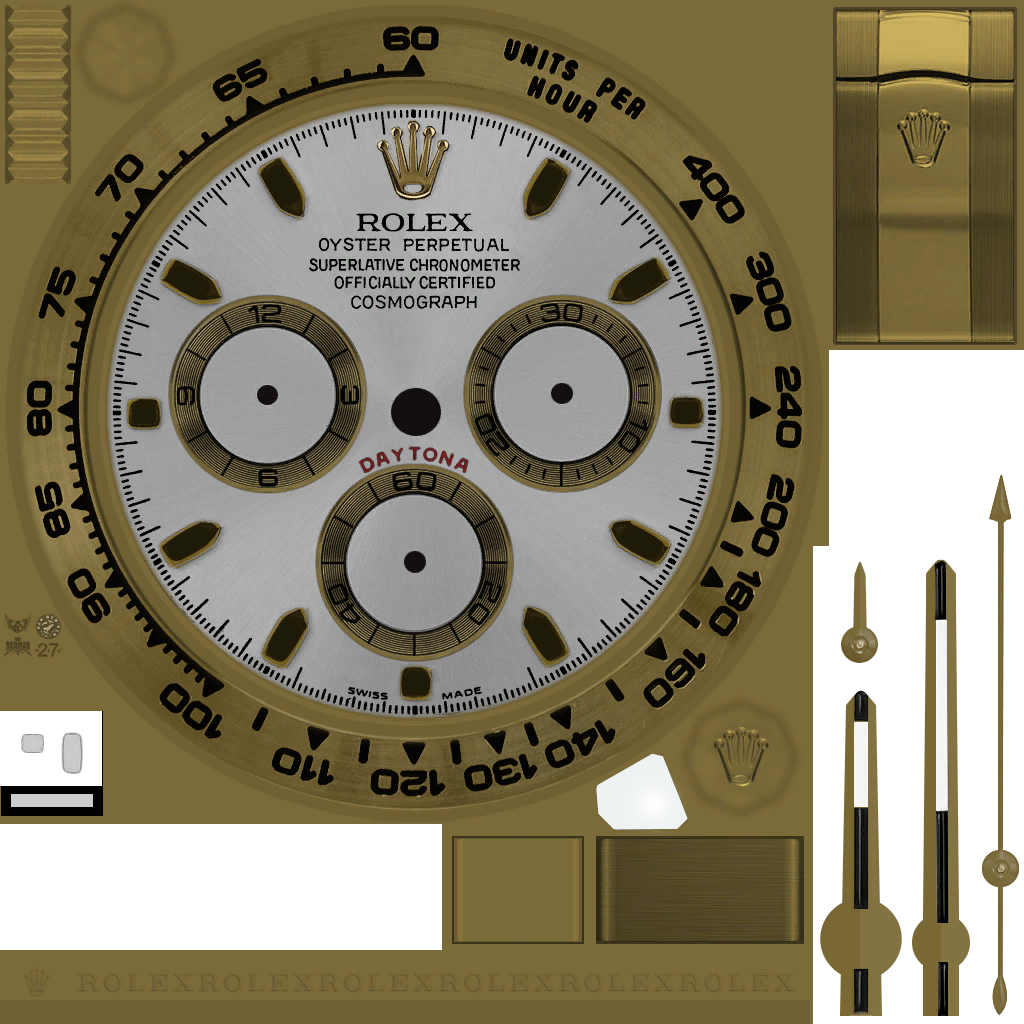 60
UNITS PER
HOUR
65
70
75
80
85
90
100
110
120
130
140
160
180
200
240
300
400
ROLEX
OYSTER PERPETUAL
SUPERLATIVE CHRONOMETER
OFFICIALLY CERTIFIED
COSMOGRAPH
12
3
6
9
30
10
20
DAYTONA
60
20
40
SWISS MADE
27
ROLEXROLEXROLEXROLEXROLEXROLEX